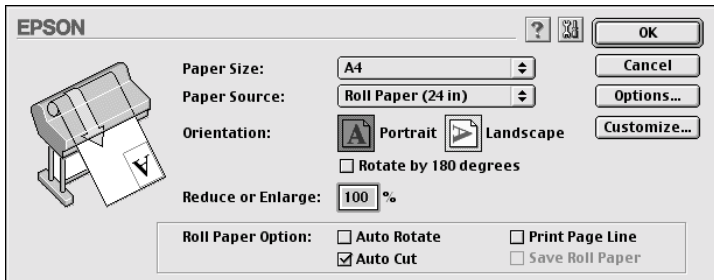 EPSON
?
OK
Paper Size: A4 Cancel
Paper Source: Roll Paper (24 in) Options...
Orientation: A Portrait A Landscape Customize...
Rotate by 180 degrees
Reduce or Enlarge: 100 %
Roll Paper Option: Auto Rotate Print Page Line
Auto Cut Save Roll Paper
A